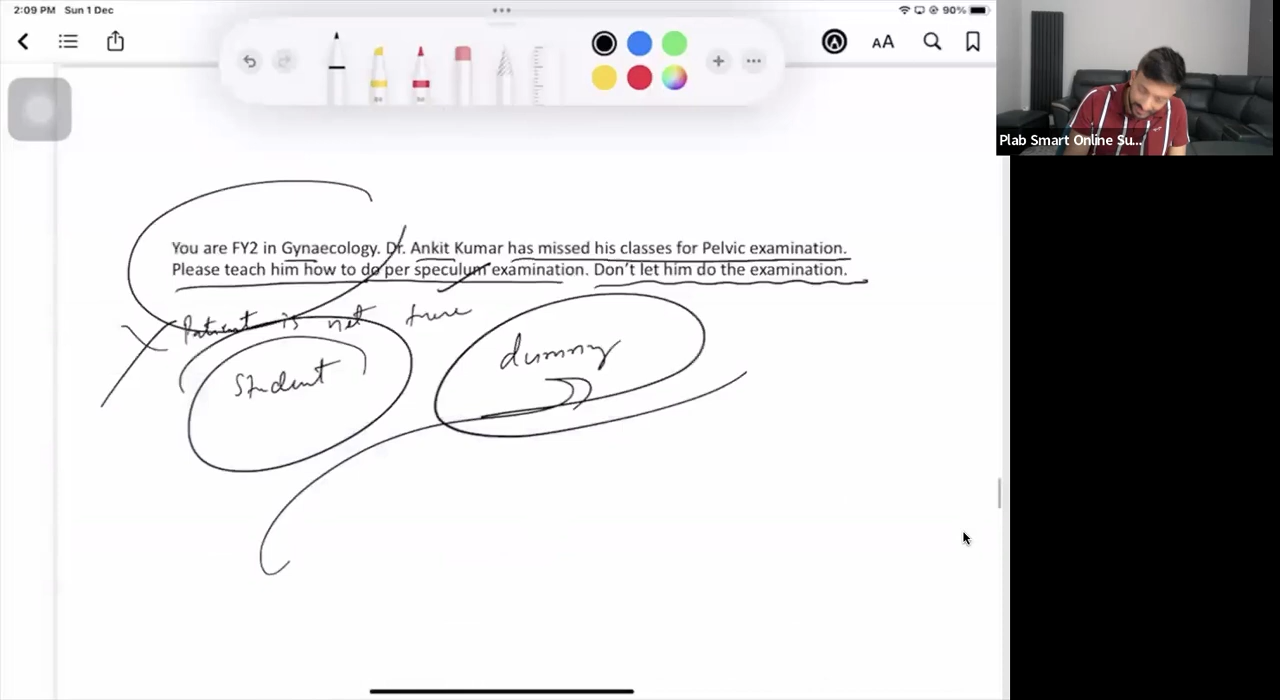 2:09 PM Sun 1 Dec
90%
AA
Plab Smart Online Su...
You are FY2 in Gynaecology. Dr. Ankit Kumar has missed his classes for Pelvic examination.
Please teach him how to do per speculum examination. Don't let him do the examination.
Patient is not
Student
dummy